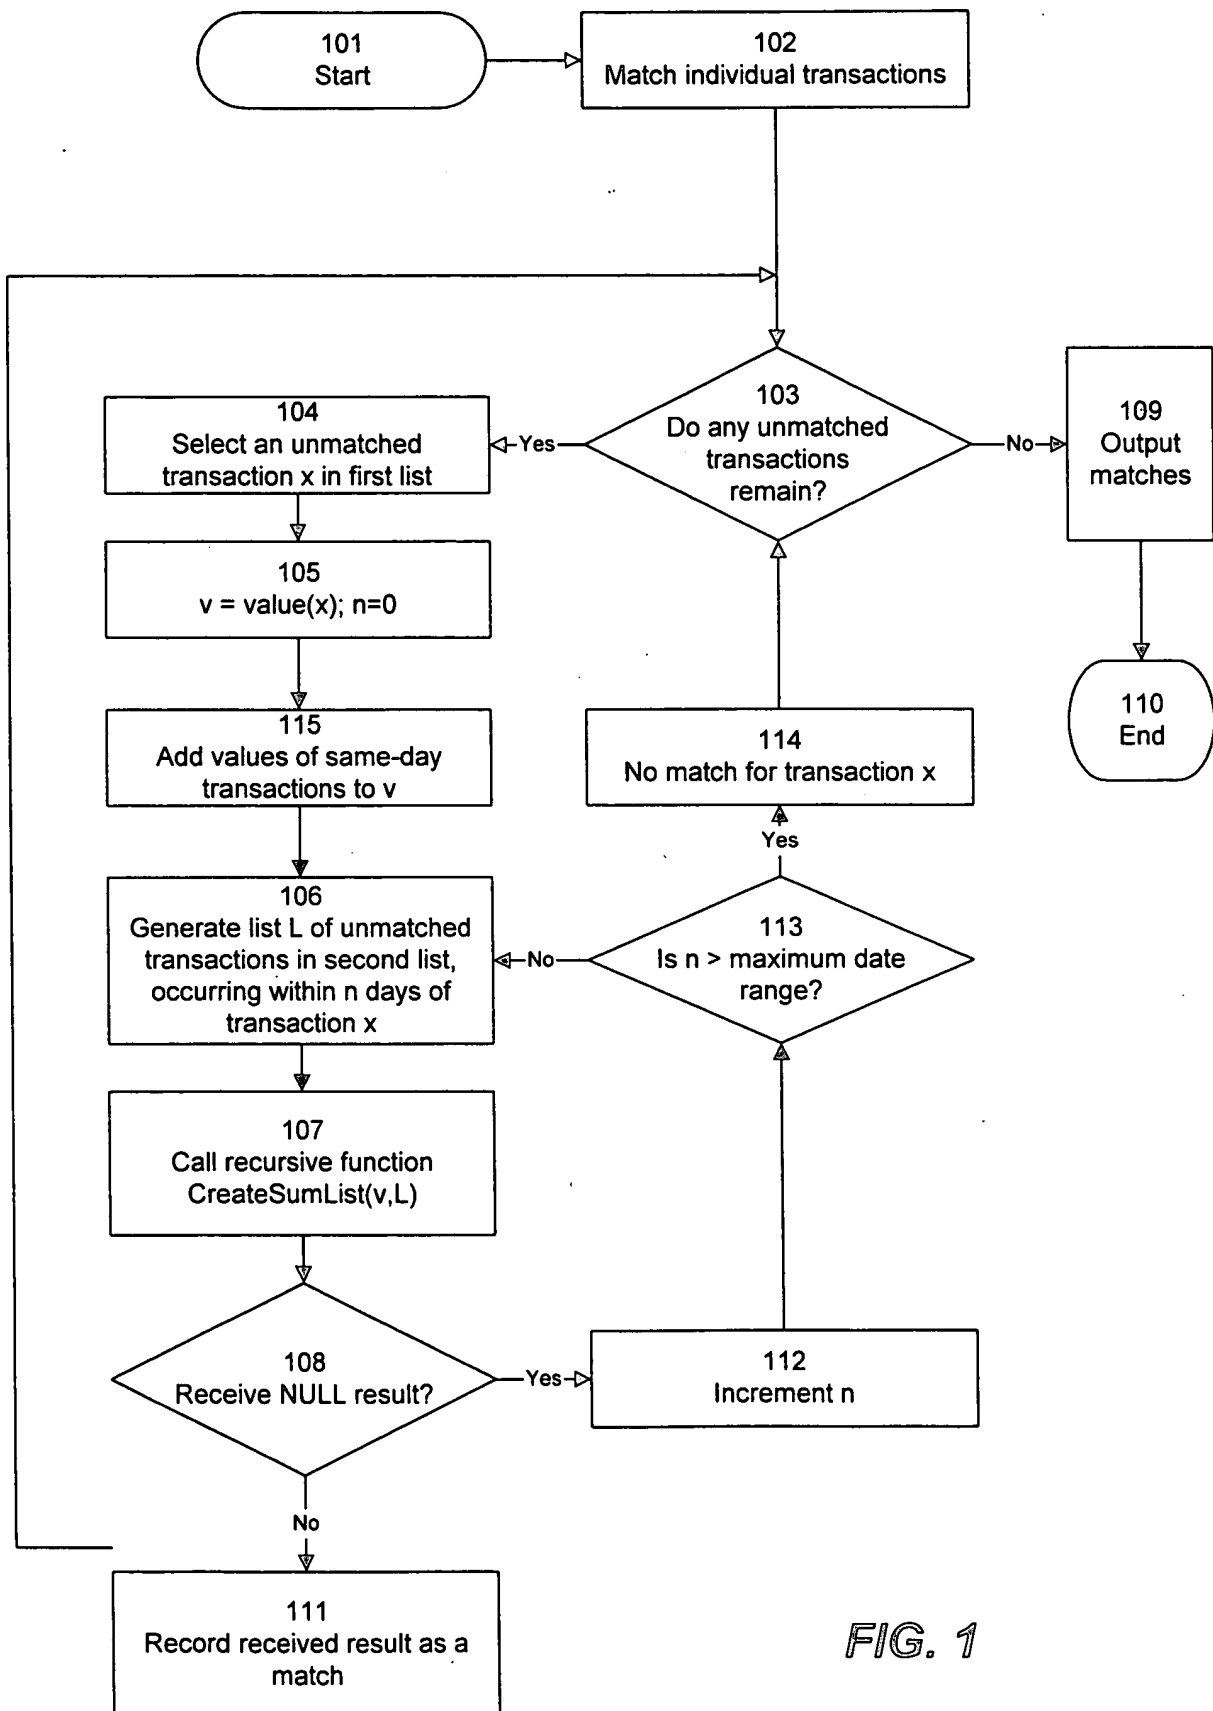 101
Start
102
Match individual transactions
103
Do any unmatched
transactions
remain?
Yes
No
104
Select an unmatched
transaction x in first list
109
Output
matches
105
v = value(x); n=0
110
End
115
Add values of same-day
transactions to v
114
No match for transaction x
Yes
106
Generate list L of unmatched
transactions in second list,
occurring within n days of
transaction x
No
113
Is n > maximum date
range?
107
Call recursive function
CreateSumList(v,L)
108
Receive NULL result?
Yes
112
Increment n
No
111
Record received result as a
match
FIG. 1